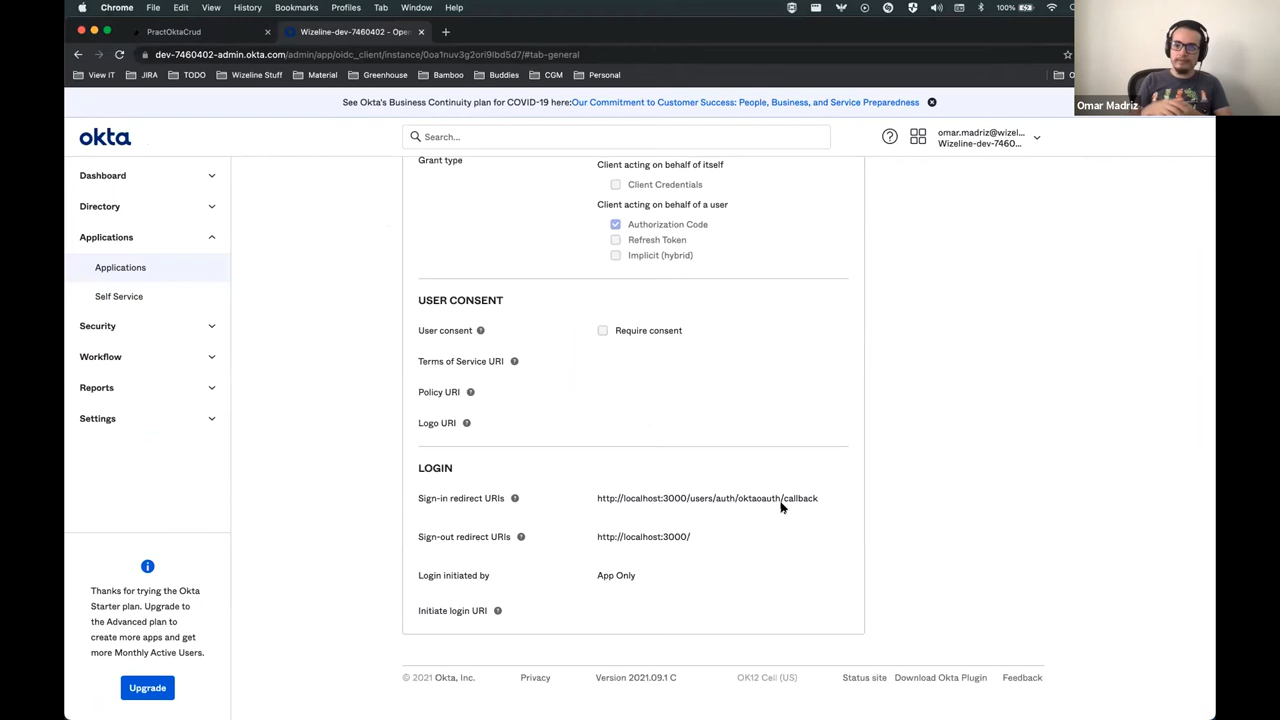 Chrome File Edit View History Bookmarks Profiles Tab Window Help 100%
PractOktaCrud × Wizeline-dev-7460402 - Open × +
dev-7460402-admin.okta.com/admin/app/oidc_client/instance/0oa1nuv3g2ori9lbd5d7/#tab-general
View IT JIRA TODO Wizeline Stuff Material Greenhouse Bamboo Buddies CGM Personal
Omar Madriz
See Okta's Business Continuity plan for COVID-19 here:Our Commitment to Customer Success: People, Business, and Service Preparedness
okta
Search...
omar.madriz@wizel...
Wizeline-dev-7460...
Dashboard
Directory
Applications
Applications
Self Service
Security
Workflow
Reports
Settings
Thanks for trying the Okta
Starter plan. Upgrade to
the Advanced plan to
create more apps and get
more Monthly Active Users.
Upgrade
Grant type
Client acting on behalf of itself
Client Credentials
Client acting on behalf of a user
Authorization Code
Refresh Token
Implicit (hybrid)
USER CONSENT
User consent ? Require consent
Terms of Service URI ?
Policy URI ?
Logo URI ?
LOGIN
Sign-in redirect URIs ? http://localhost:3000/users/auth/oktaoauth/callback
Sign-out redirect URIs ? http://localhost:3000/
Login initiated by App Only
Initiate login URI ?
© 2021 Okta, Inc. Privacy Version 2021.09.1 C OK12 Cell (US) Status site Download Okta Plugin Feedback